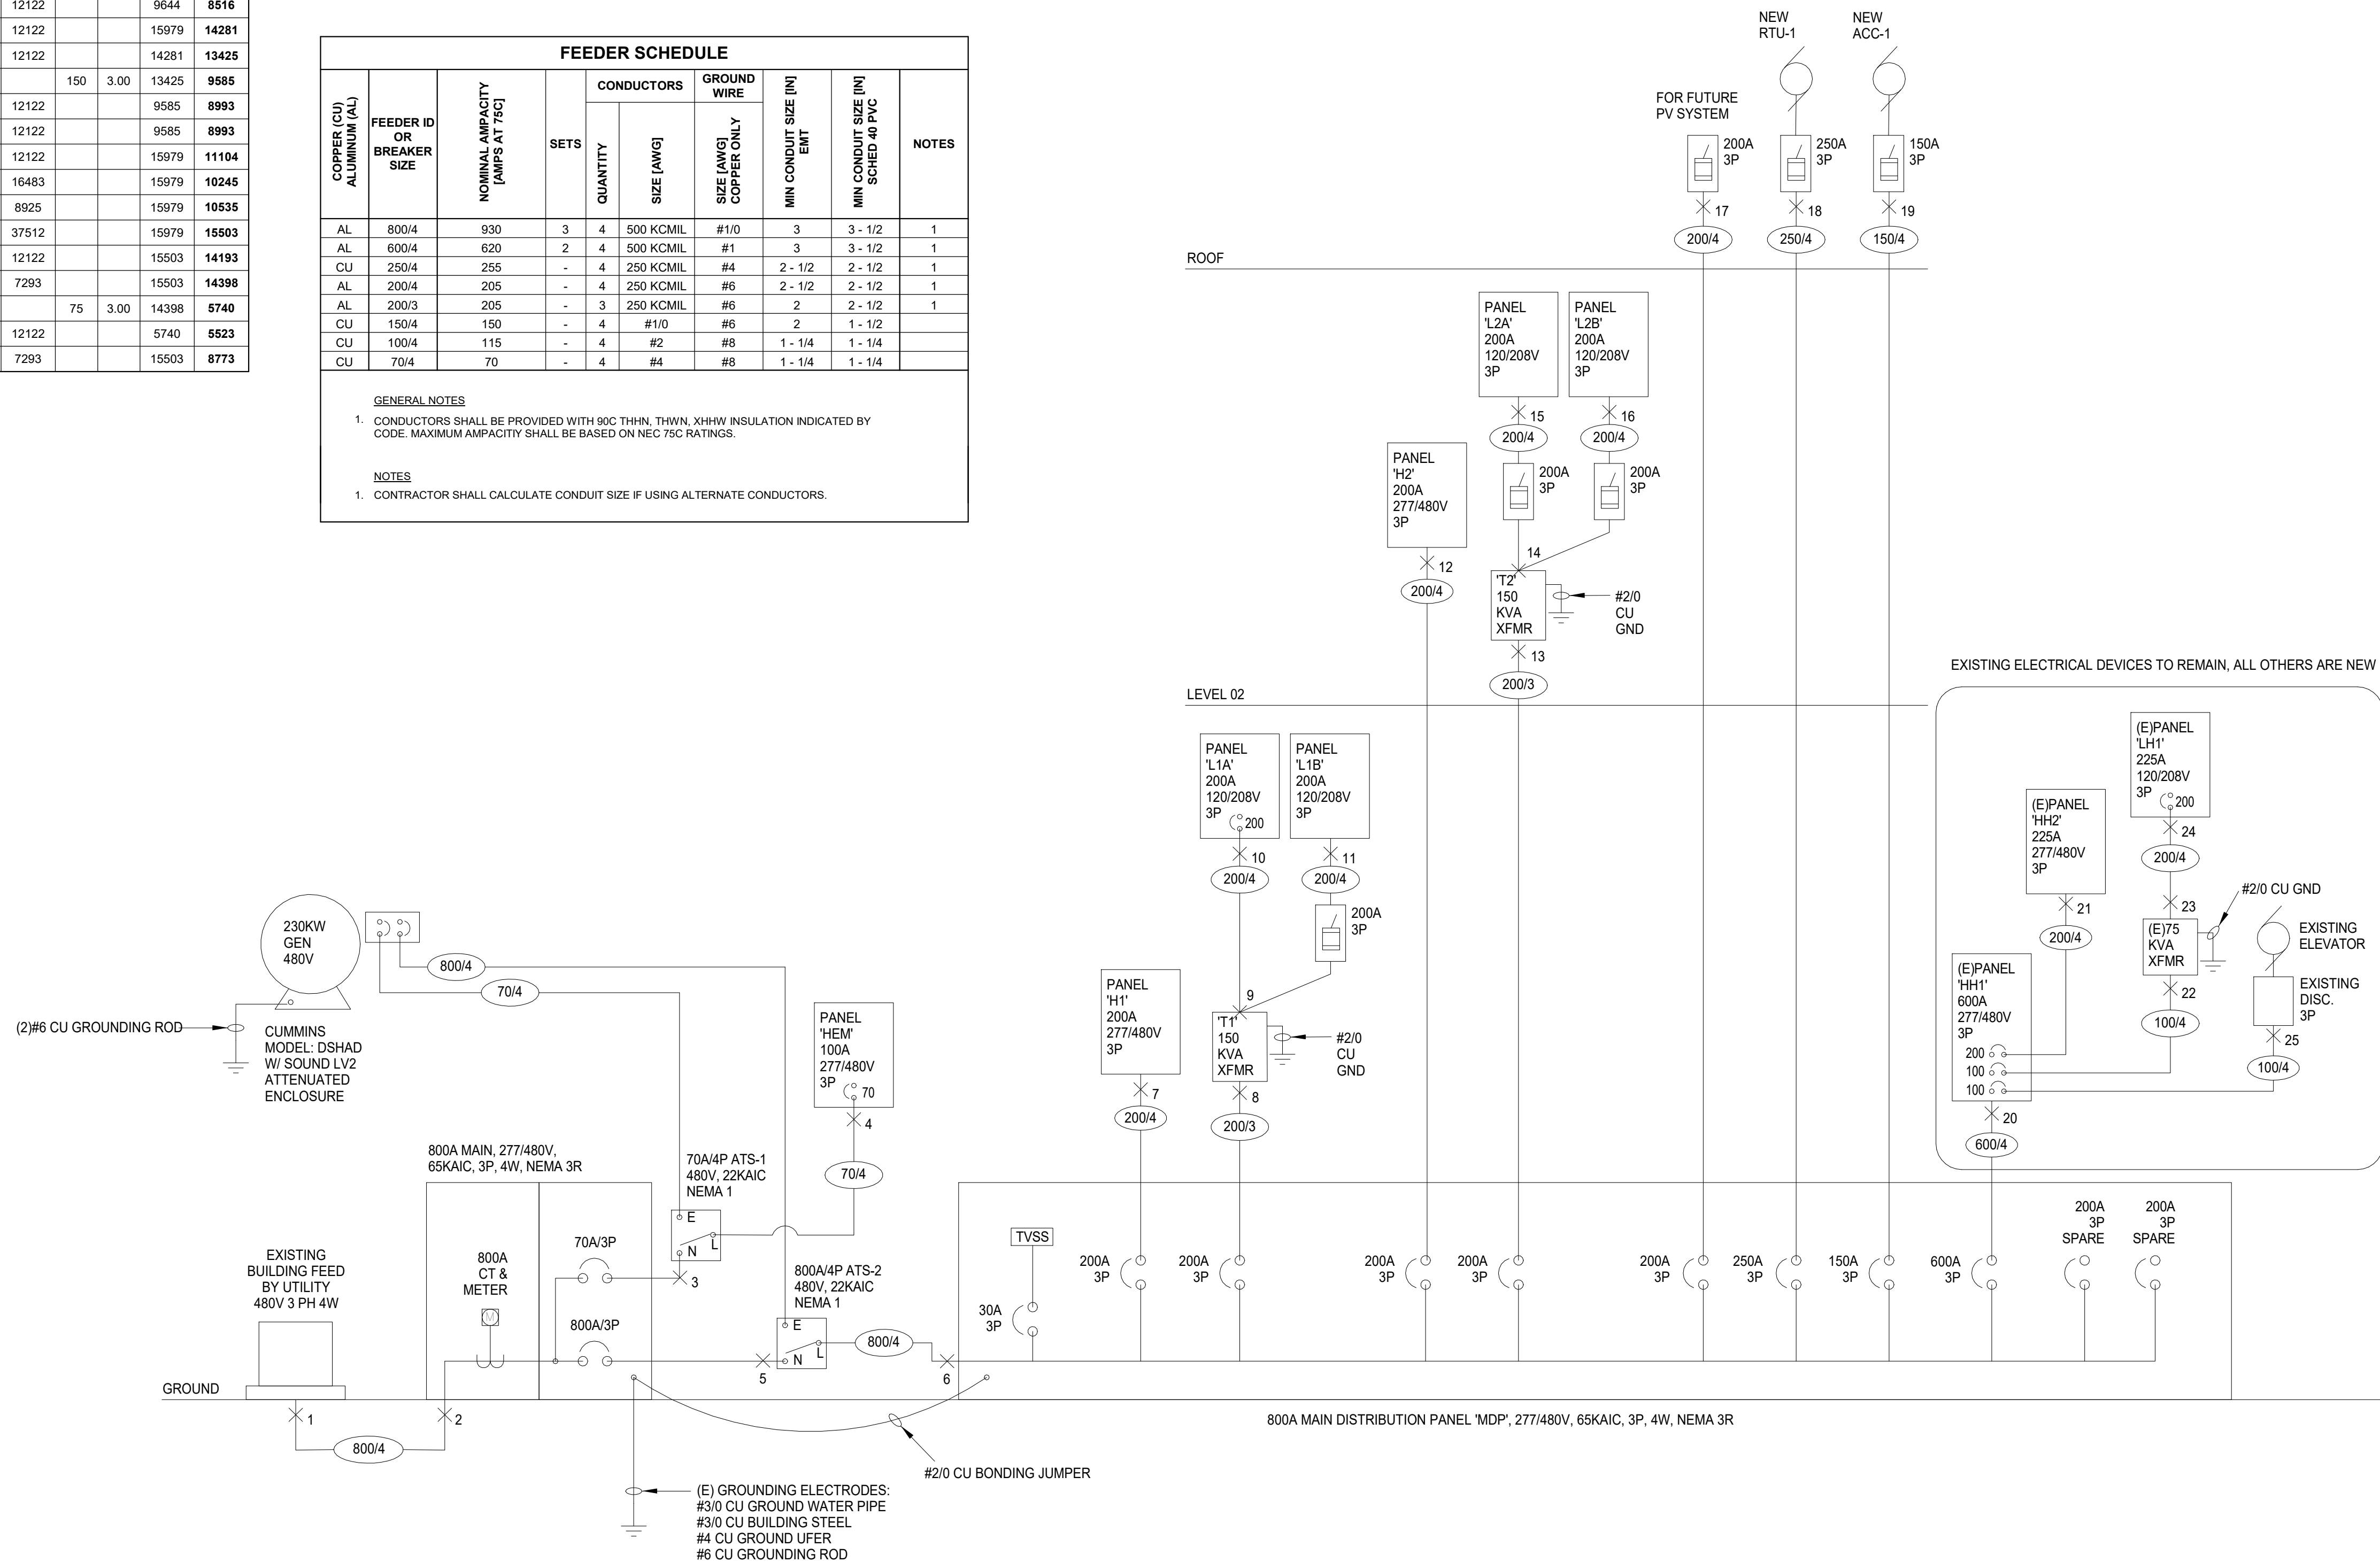 12122 9644 8516
12122 15979 14281
12122 14281 13425
150 3.00 13425 9585
12122 9585 8993
12122 9585 8993
12122 15979 11104
16483 15979 10245
8925 15979 10535
37512 15979 15503
12122 15503 14193
7293 15503 14398
75 3.00 14398 5740
12122 5740 5523
7293 15503 8773
FEEDER SCHEDULE
COPPER (CU)
ALUMINUM (AL)
FEEDER ID
OR
BREAKER
SIZE
NOMINAL AMPACITY
[AMPS AT 75C]
SETS
CONDUCTORS
QUANTITY
SIZE [AWG]
GROUND
WIRE
SIZE [AWG]
COPPER ONLY
MIN CONDUIT SIZE [IN]
EMT
MIN CONDUIT SIZE [IN]
SCHED 40 PVC
NOTES
AL 800/4 930 3 4 500 KCMIL #1/0 3 3 - 1/2 1
AL 600/4 620 2 4 500 KCMIL #1 3 3 - 1/2 1
CU 250/4 255 - 4 250 KCMIL #4 2 - 1/2 2 - 1/2 1
AL 200/4 205 - 4 250 KCMIL #6 2 - 1/2 2 - 1/2 1
AL 200/3 205 - 3 250 KCMIL #6 2 2 - 1/2 1
CU 150/4 150 - 4 #1/0 #6 2 1 - 1/2
CU 100/4 115 - 4 #2 #8 1 - 1/4 1 - 1/4
CU 70/4 70 - 4 #4 #8 1 - 1/4 1 - 1/4
GENERAL NOTES
1. CONDUCTORS SHALL BE PROVIDED WITH 90C THHN, THWN, XHHW INSULATION INDICATED BY
CODE. MAXIMUM AMPACITIY SHALL BE BASED ON NEC 75C RATINGS.
NOTES
1. CONTRACTOR SHALL CALCULATE CONDUIT SIZE IF USING ALTERNATE CONDUCTORS.
NEW
RTU-1
NEW
ACC-1
FOR FUTURE
PV SYSTEM
200A
3P
250A
3P
150A
3P
17
18
19
200/4
250/4
150/4
ROOF
PANEL
'L2A'
200A
120/208V
3P
PANEL
'L2B'
200A
120/208V
3P
15
16
200/4
200/4
200A
3P
200A
3P
PANEL
'H2'
200A
277/480V
3P
12
200/4
14
'T2'
150
KVA
XFMR
#2/0
CU
GND
13
200/3
LEVEL 02
EXISTING ELECTRICAL DEVICES TO REMAIN, ALL OTHERS ARE NEW
PANEL
'L1A'
200A
120/208V
3P
200
PANEL
'L1B'
200A
120/208V
3P
10
11
200/4
200/4
200A
3P
PANEL
'H1'
200A
277/480V
3P
7
200/4
9
'T1'
150
KVA
XFMR
#2/0
CU
GND
8
200/3
(E)PANEL
'LH1'
225A
120/208V
3P
200
24
200/4
23
(E)75
KVA
XFMR
#2/0 CU GND
22
100/4
(E)PANEL
'HH2'
225A
277/480V
3P
21
200/4
EXISTING
ELEVATOR
EXISTING
DISC.
3P
25
100/4
(E)PANEL
'HH1'
600A
277/480V
3P
200
100
100
20
600/4
230KW
GEN
480V
800/4
70/4
(2)#6 CU GROUNDING ROD
CUMMINS
MODEL: DSHAD
W/ SOUND LV2
ATTENUATED
ENCLOSURE
PANEL
'HEM'
100A
277/480V
3P
70
4
70/4
800A MAIN, 277/480V,
65KAIC, 3P, 4W, NEMA 3R
70A/4P ATS-1
480V, 22KAIC
NEMA 1
E
N
L
3
EXISTING
BUILDING FEED
BY UTILITY
480V 3 PH 4W
800A
CT &
METER
M
70A/3P
800A/3P
800A/4P ATS-2
480V, 22KAIC
NEMA 1
E
N
L
5
800/4
6
TVSS
30A
3P
200A
3P
200A
3P
200A
3P
200A
3P
200A
3P
250A
3P
150A
3P
600A
3P
200A
3P
SPARE
200A
3P
SPARE
GROUND
1
2
800/4
800A MAIN DISTRIBUTION PANEL 'MDP', 277/480V, 65KAIC, 3P, 4W, NEMA 3R
#2/0 CU BONDING JUMPER
(E) GROUNDING ELECTRODES:
#3/0 CU GROUND WATER PIPE
#3/0 CU BUILDING STEEL
#4 CU GROUND UFER
#6 CU GROUNDING ROD